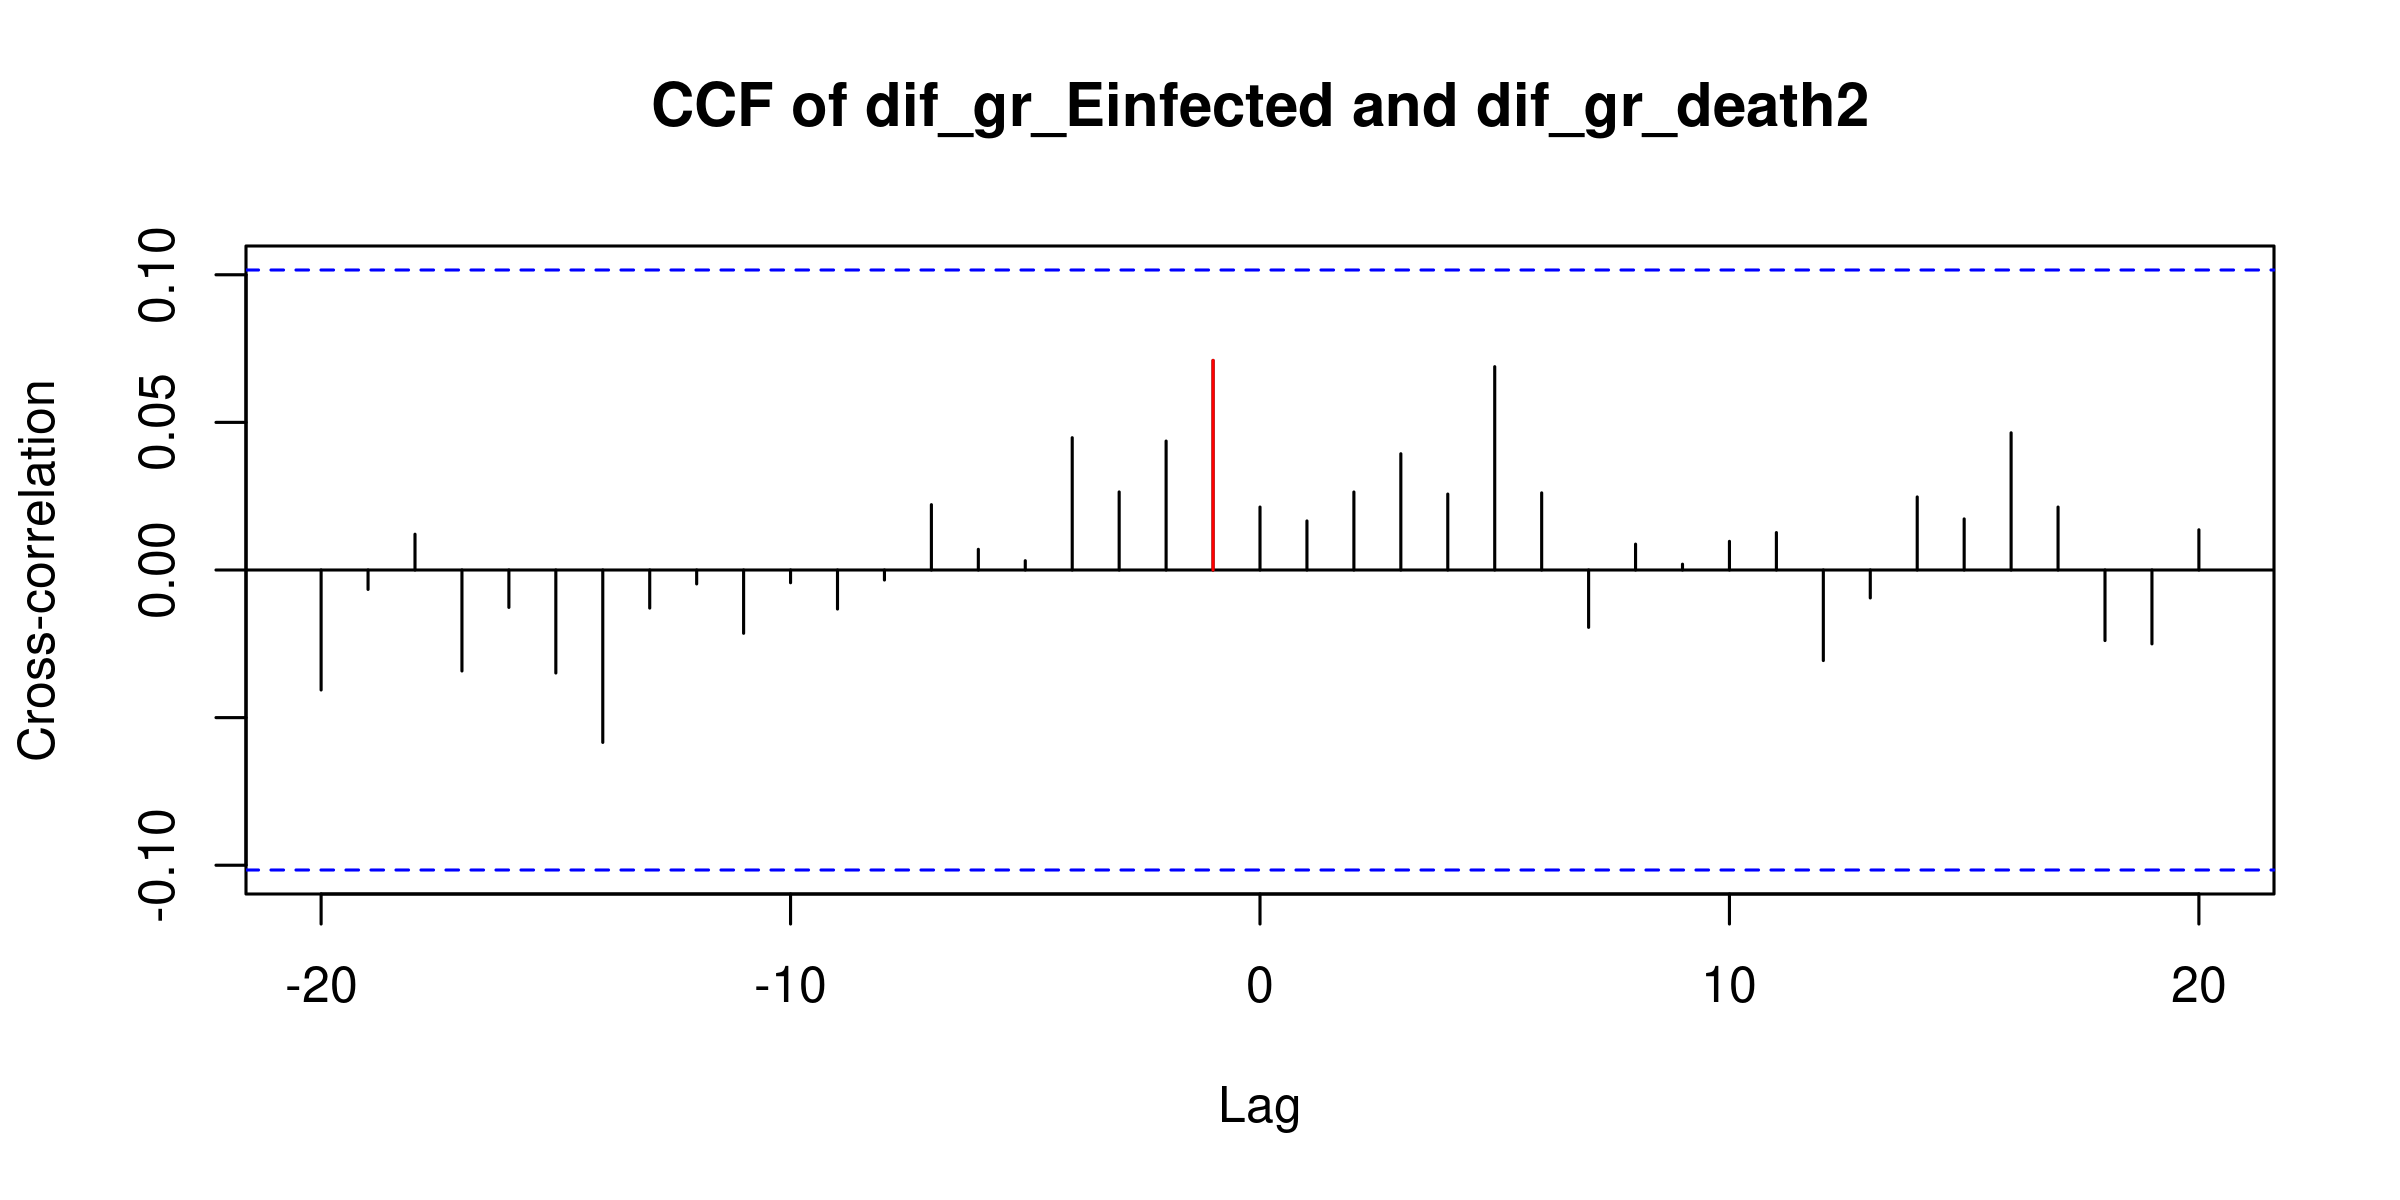 CCF of dif_gr_Einfected and dif_gr_death2
Cross-correlation
0.10
0.05
0.00
-0.10
-20 -10 0 10 20
Lag